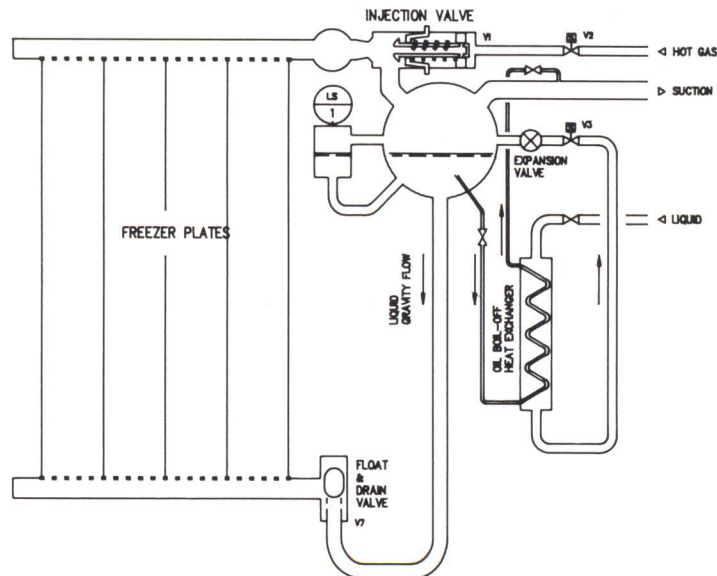 INJECTION VALVE
V1
V2
HOT GAS
SUCTION
LS
1
V3
EXPANSION
VALVE
FREEZER PLATES
LIQUID
LIQUID
GRAVITY FLOW
OIL BOIL-OFF
HEAT EXCHANGER
FLOAT
&
DRAIN
VALVE
V7